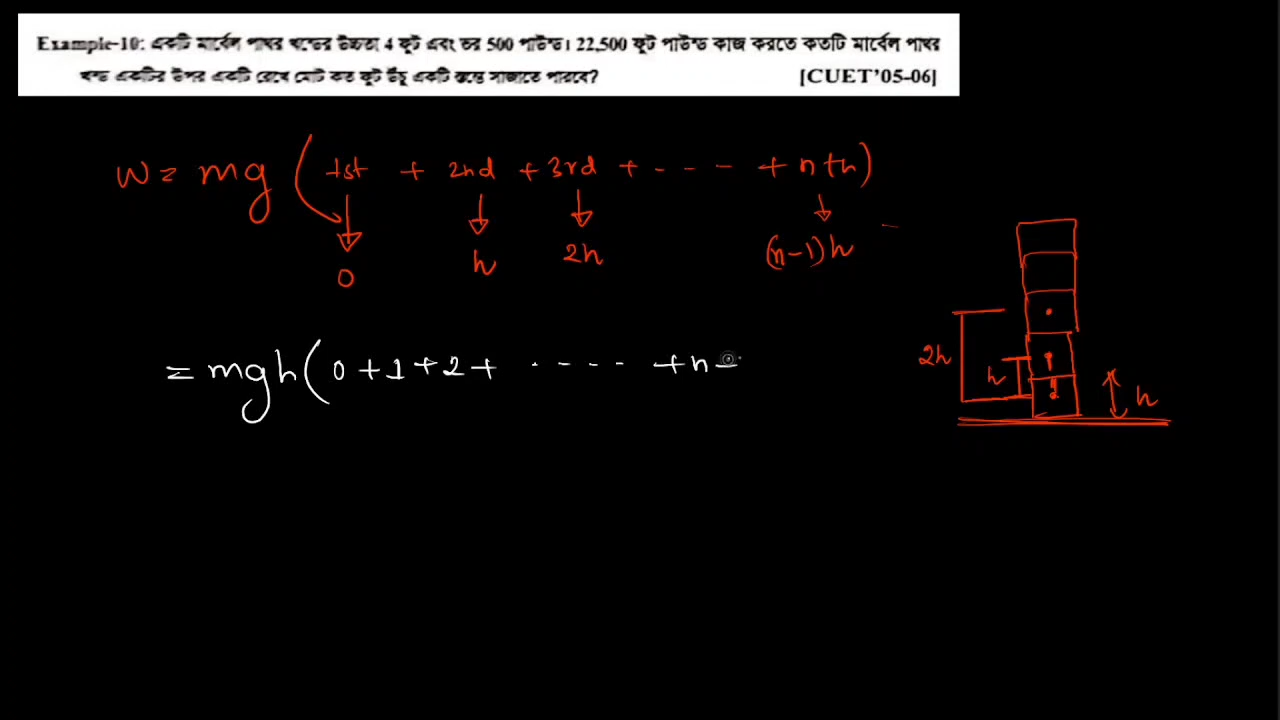 Example-10: একটি মার্বেল পাথর খন্ডের উচ্চতা 4 ফুট এবং ভর 500 পাউন্ড। 22,500 ফুট পাউন্ড কাজ করতে কতটি মার্বেল পাথর
খন্ড একটির উপর একটি রেখে মোট কত ফুট উঁচু একটি স্তম্ভ সাজাতে পারবে? [CUET'05-06]
W = mg ( 1st + 2nd + 3rd + - - - + nth )
0 h 2h (n-1)h
= mgh ( 0 + 1 + 2 + ..... + n -
2h
h
h